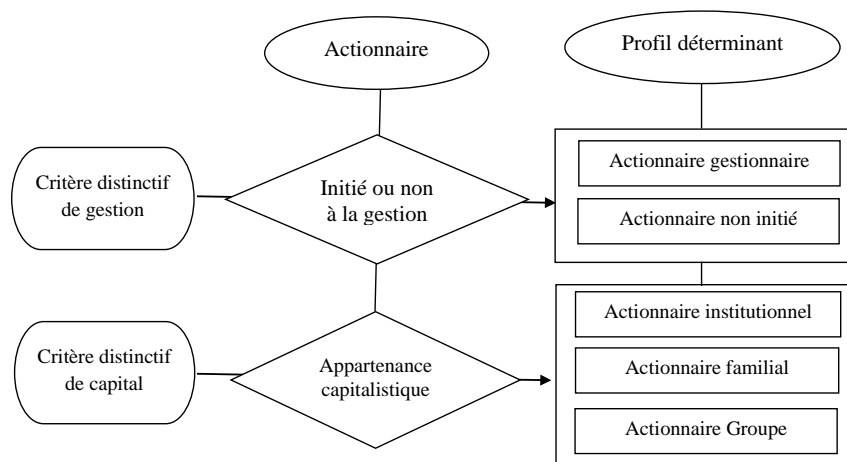 Actionnaire
Profil déterminant
Critère distinctif
de gestion
Initié ou non
à la gestion
Actionnaire gestionnaire
Actionnaire non initié
Critère distinctif
de capital
Appartenance
capitalistique
Actionnaire institutionnel
Actionnaire familial
Actionnaire Groupe